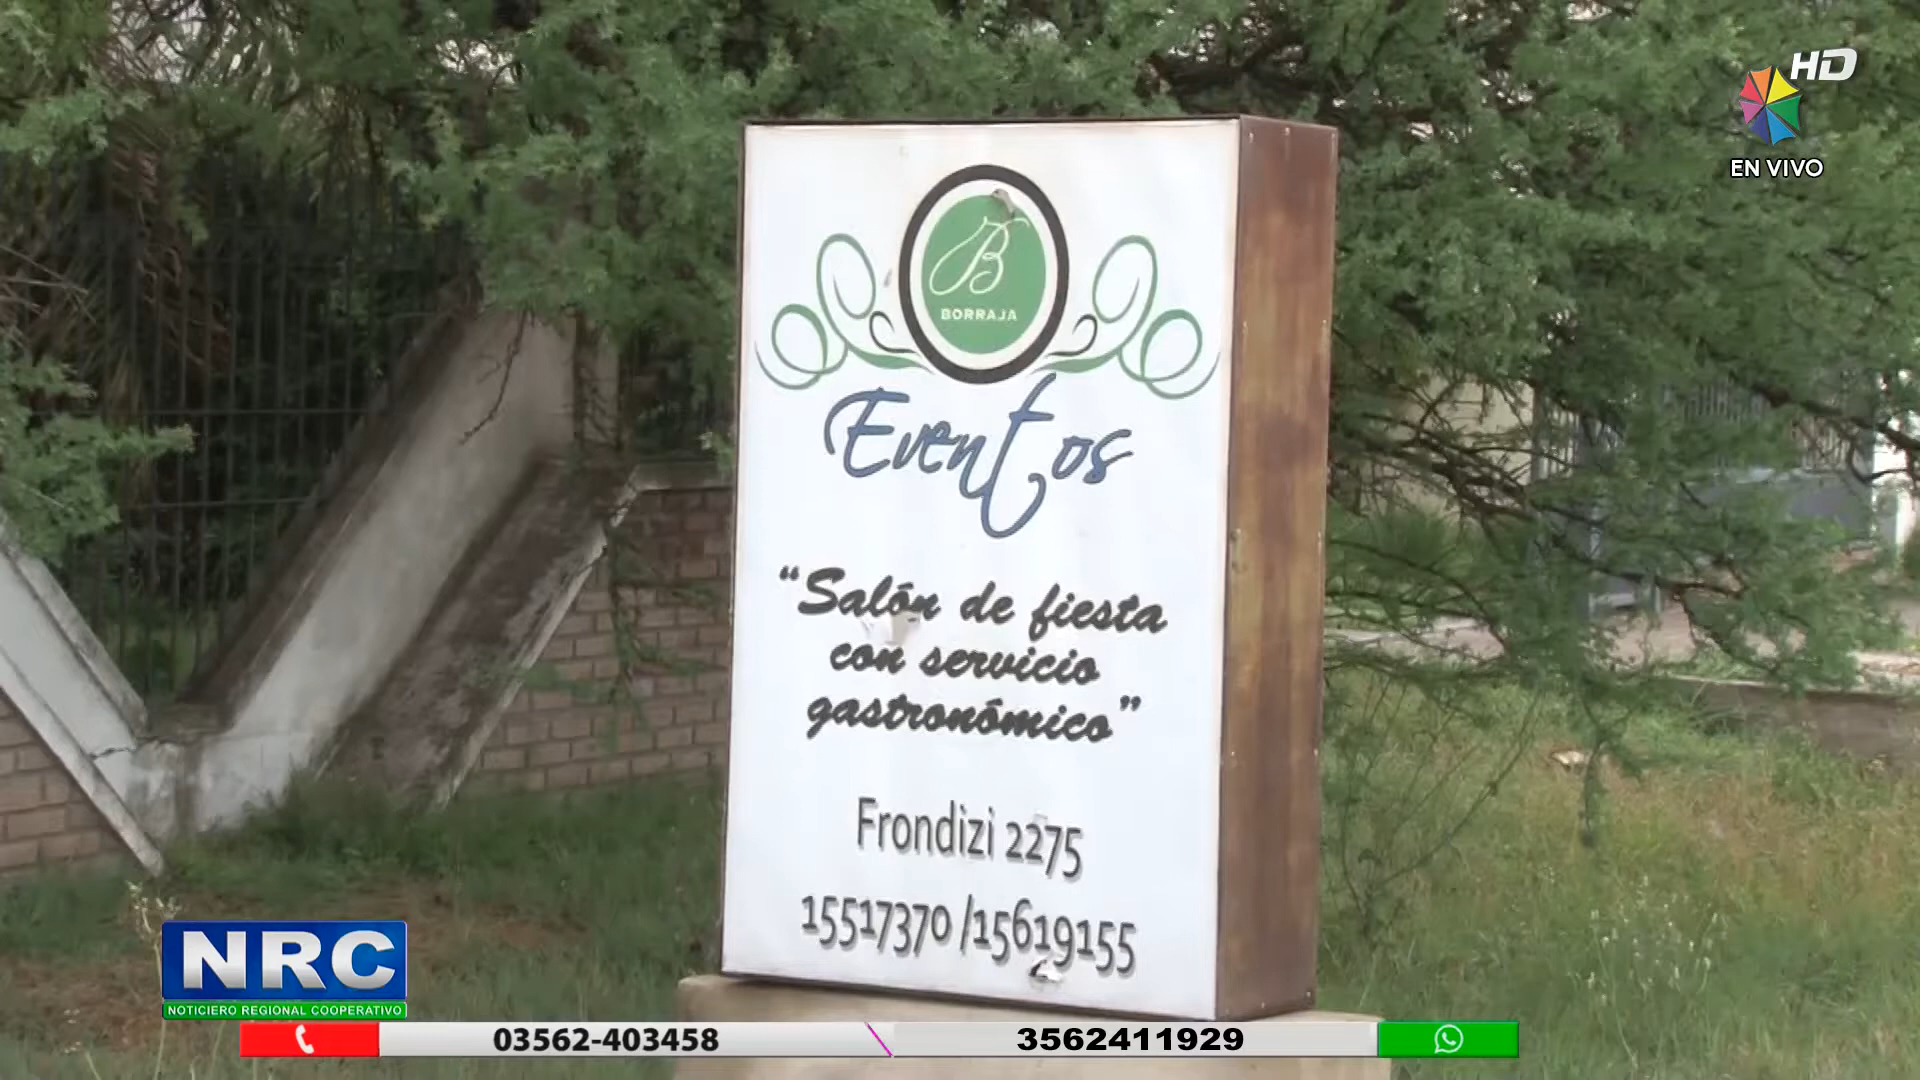 HD
EN VIVO
B
BORRAJA
Eventos
“Salón de fiesta
con servicio
gastronómico”
Frondizi 2275
15517370 /15619155
NRC
NOTICIERO REGIONAL COOPERATIVO
03562-403458
3562411929